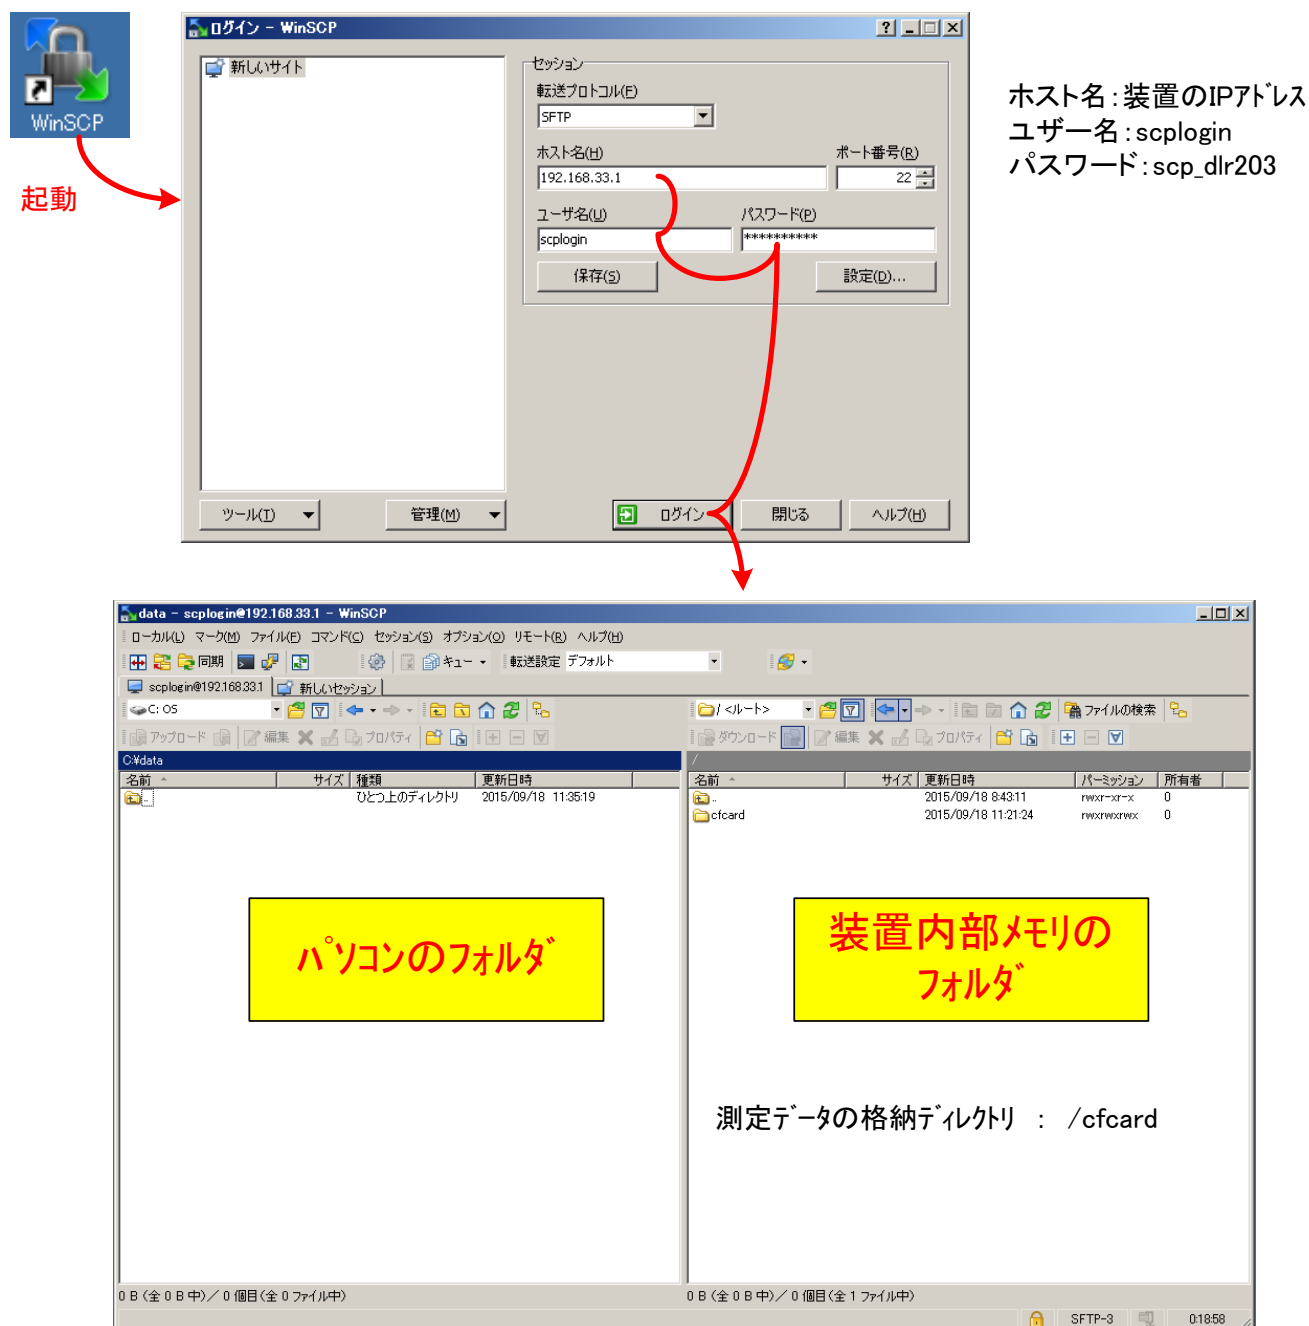 WinSCP
起動
ログイン - WinSCP
新しいサイト
セッション
転送プロトコル(F)
SFTP
ホスト名(H)
ポート番号(R)
192.168.33.1
22
ユーザ名(U)
パスワード(P)
scplogin
**********
保存(S)
設定(D)...
ツール(T)
管理(M)
ログイン
閉じる
ヘルプ(H)
ホスト名：装置のIPアドレス
ユーザー名：scplogin
パスワード：scp_dlr203
data - scplogin@192.168.33.1 - WinSCP
ローカル(L) マーク(M) ファイル(F) コマンド(C) セッション(S) オプション(O) リモート(R) ヘルプ(H)
同期
キュー
転送設定 デフォルト
scplogin@192.168.33.1
新しいセッション
C: OS
/ <ルート>
ファイルの検索
アップロード
編集
プロパティ
ダウンロード
編集
プロパティ
C:¥data
/
名前 サイズ 種類 更新日時
.. ひとつ上のディレクトリ 2015/09/18 11:35:19
名前 サイズ 更新日時 パーミッション 所有者
.. 2015/09/18 8:43:11 rwxr-xr-x 0
cfcard 2015/09/18 11:21:24 rwxrwxrwx 0
パソコンのフォルダ
装置内部メモリの
フォルダ
測定データの格納ディレクトリ ： /cfcard
0 B (全 0 B 中)／ 0 個目(全 0 ファイル中)
0 B (全 0 B 中)／ 0 個目(全 1 ファイル中)
SFTP-3
0:18:58